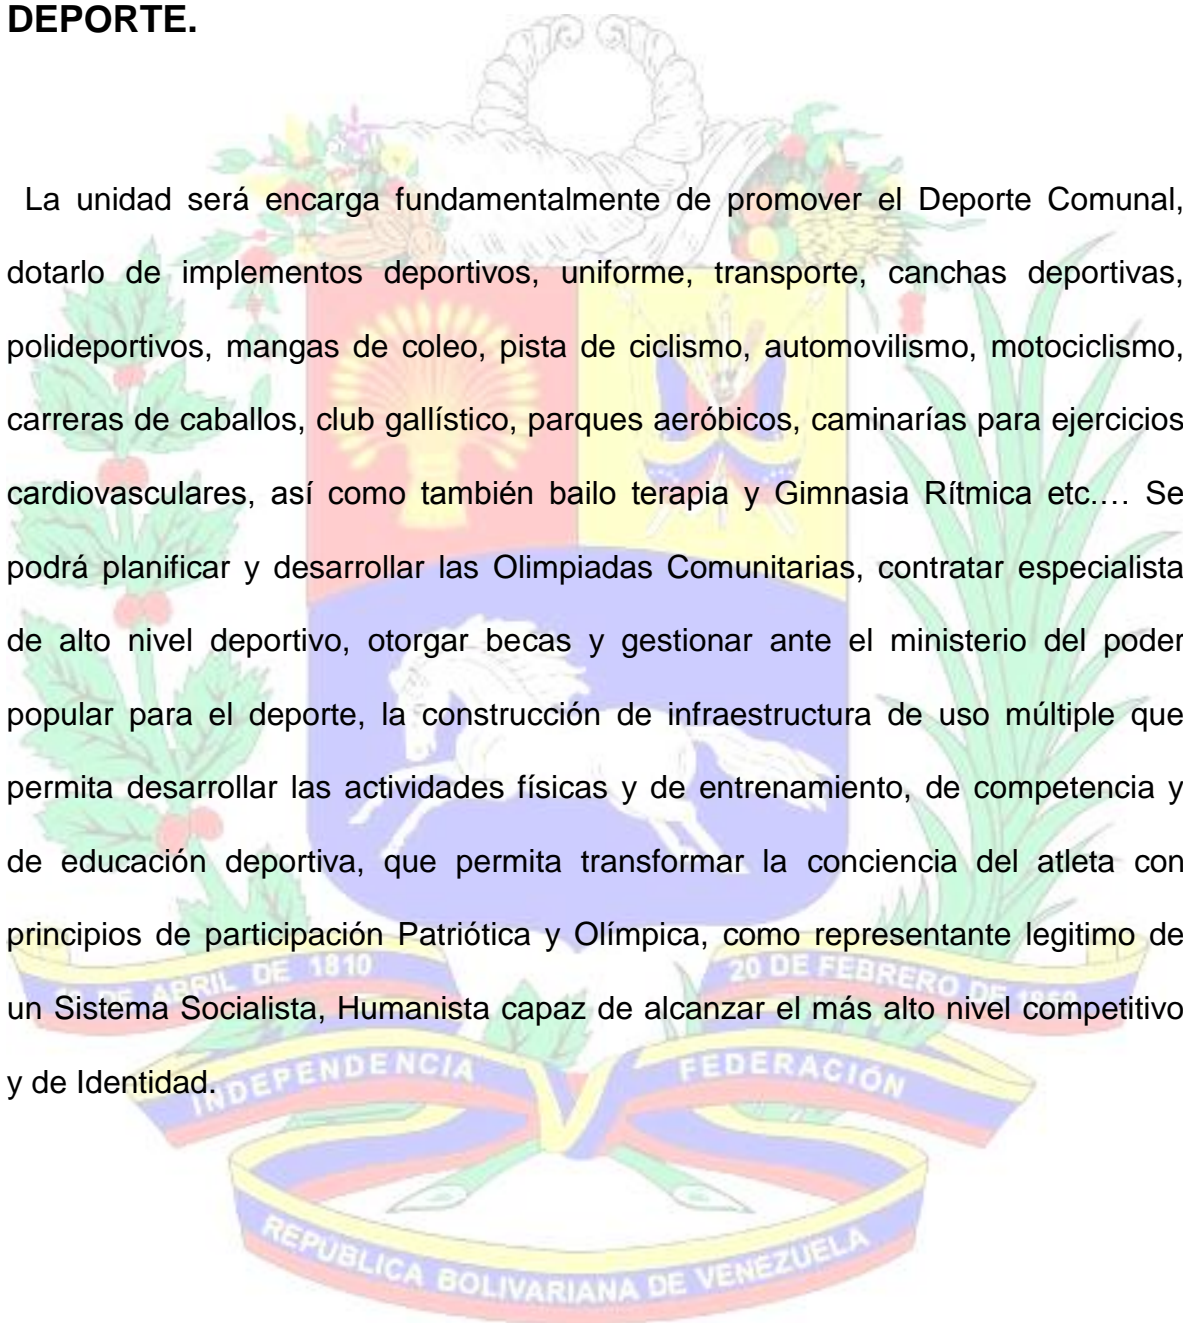 DEPORTE.
La unidad será encarga fundamentalmente de promover el Deporte Comunal,
dotarlo de implementos deportivos, uniforme, transporte, canchas deportivas,
polideportivos, mangas de coleo, pista de ciclismo, automovilismo, motociclismo,
carreras de caballos, club gallístico, parques aeróbicos, caminarías para ejercicios
cardiovasculares, así como también bailo terapia y Gimnasia Rítmica etc.… Se
podrá planificar y desarrollar las Olimpiadas Comunitarias, contratar especialista
de alto nivel deportivo, otorgar becas y gestionar ante el ministerio del poder
popular para el deporte, la construcción de infraestructura de uso múltiple que
permita desarrollar las actividades físicas y de entrenamiento, de competencia y
de educación deportiva, que permita transformar la conciencia del atleta con
principios de participación Patriótica y Olímpica, como representante legitimo de
un Sistema Socialista, Humanista capaz de alcanzar el más alto nivel competitivo
y de Identidad.
DE ABRIL DE 1810
20 DE FEBRERO DE
INDEPENDENCIA
FEDERACIÓN
REPÚBLICA BOLIVARIANA DE VENEZUELA